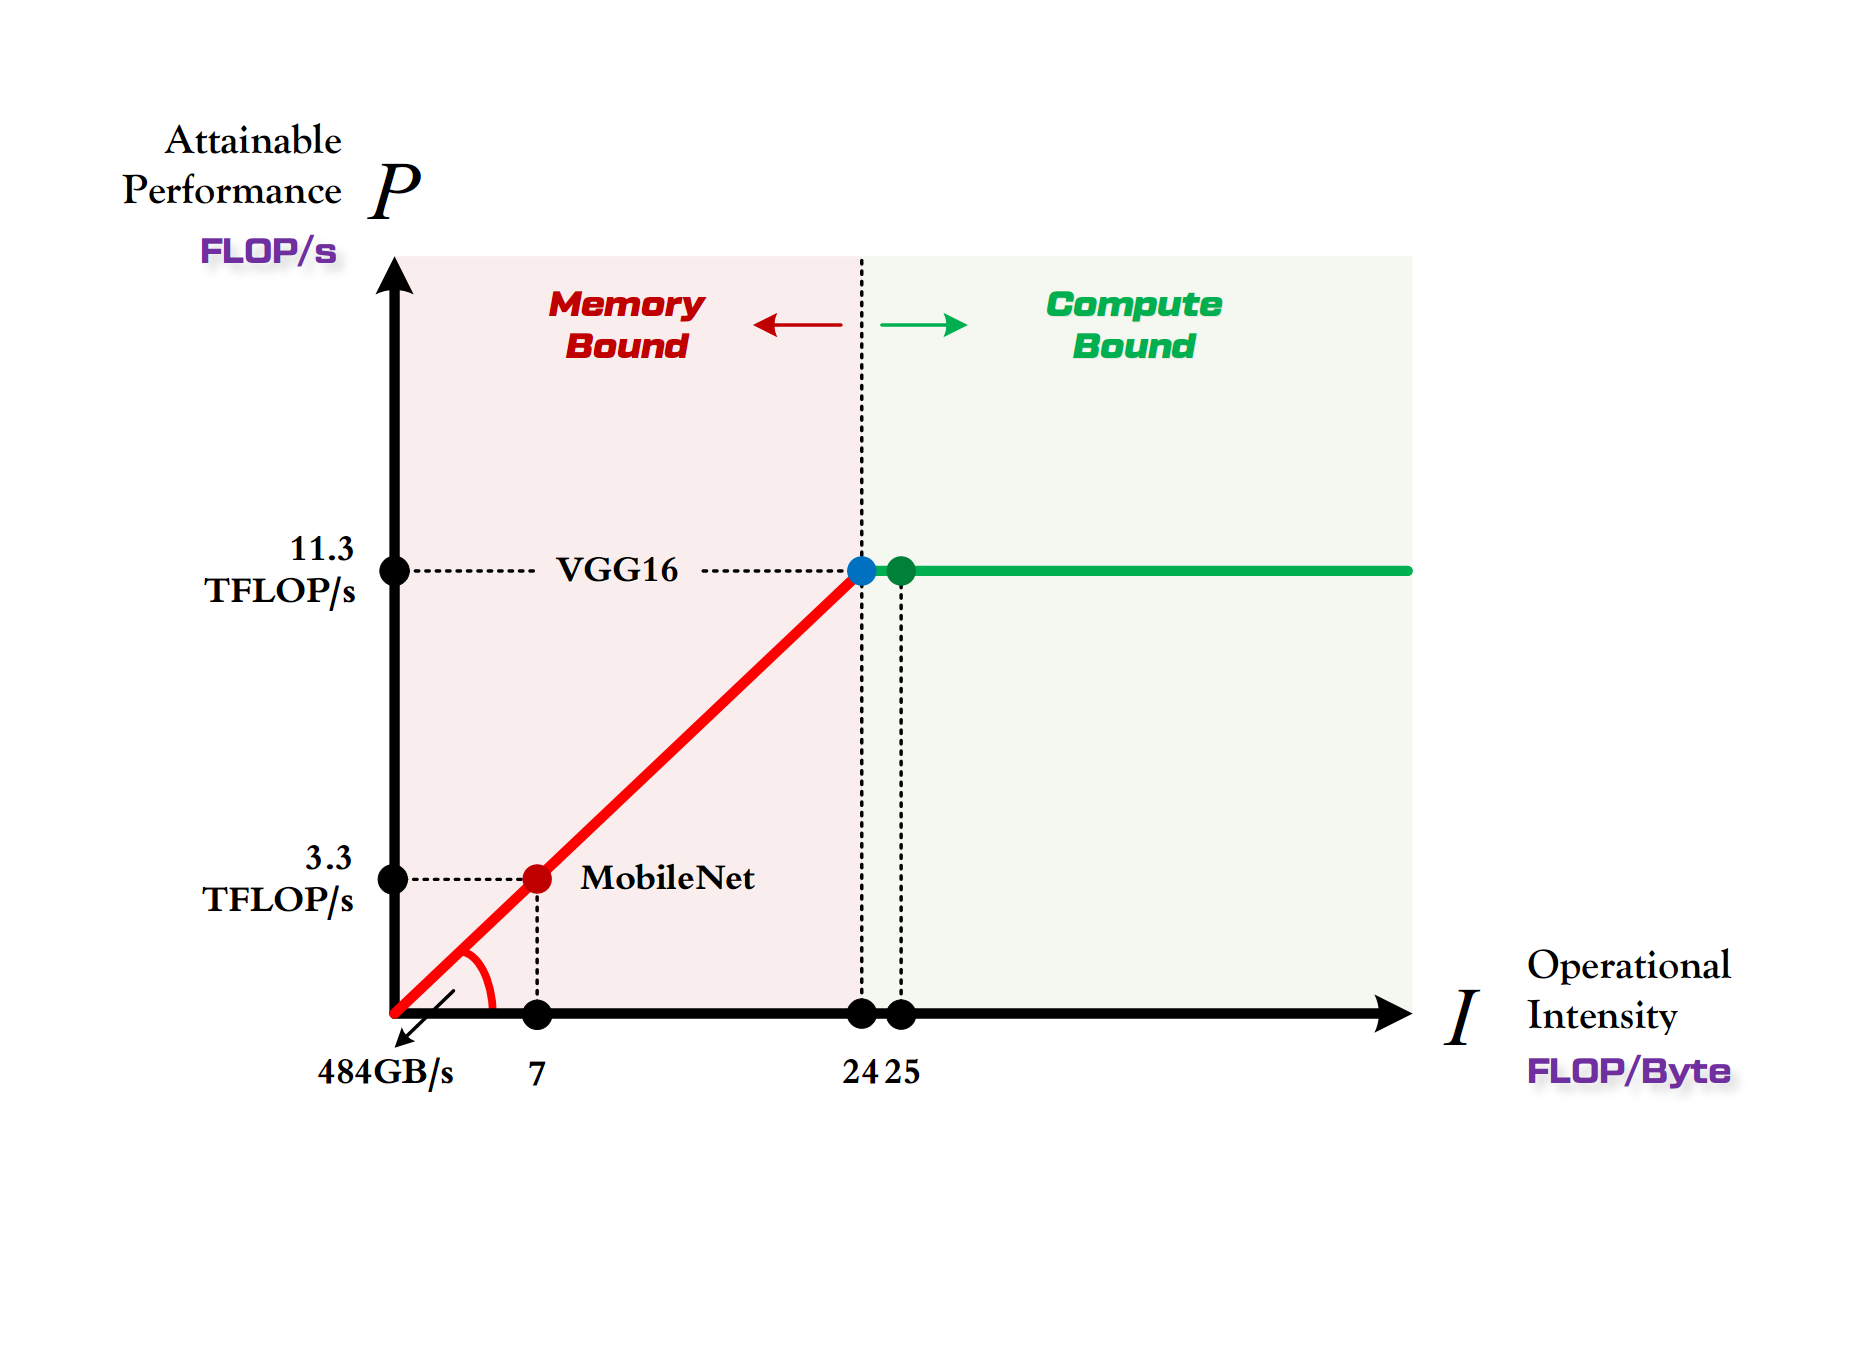 Attainable
Performance
P
FLOP/s
Memory
Bound
Compute
Bound
11.3
TFLOP/s
VGG16
3.3
TFLOP/s
MobileNet
484GB/s
7
24
25
I
Operational
Intensity
FLOP/Byte